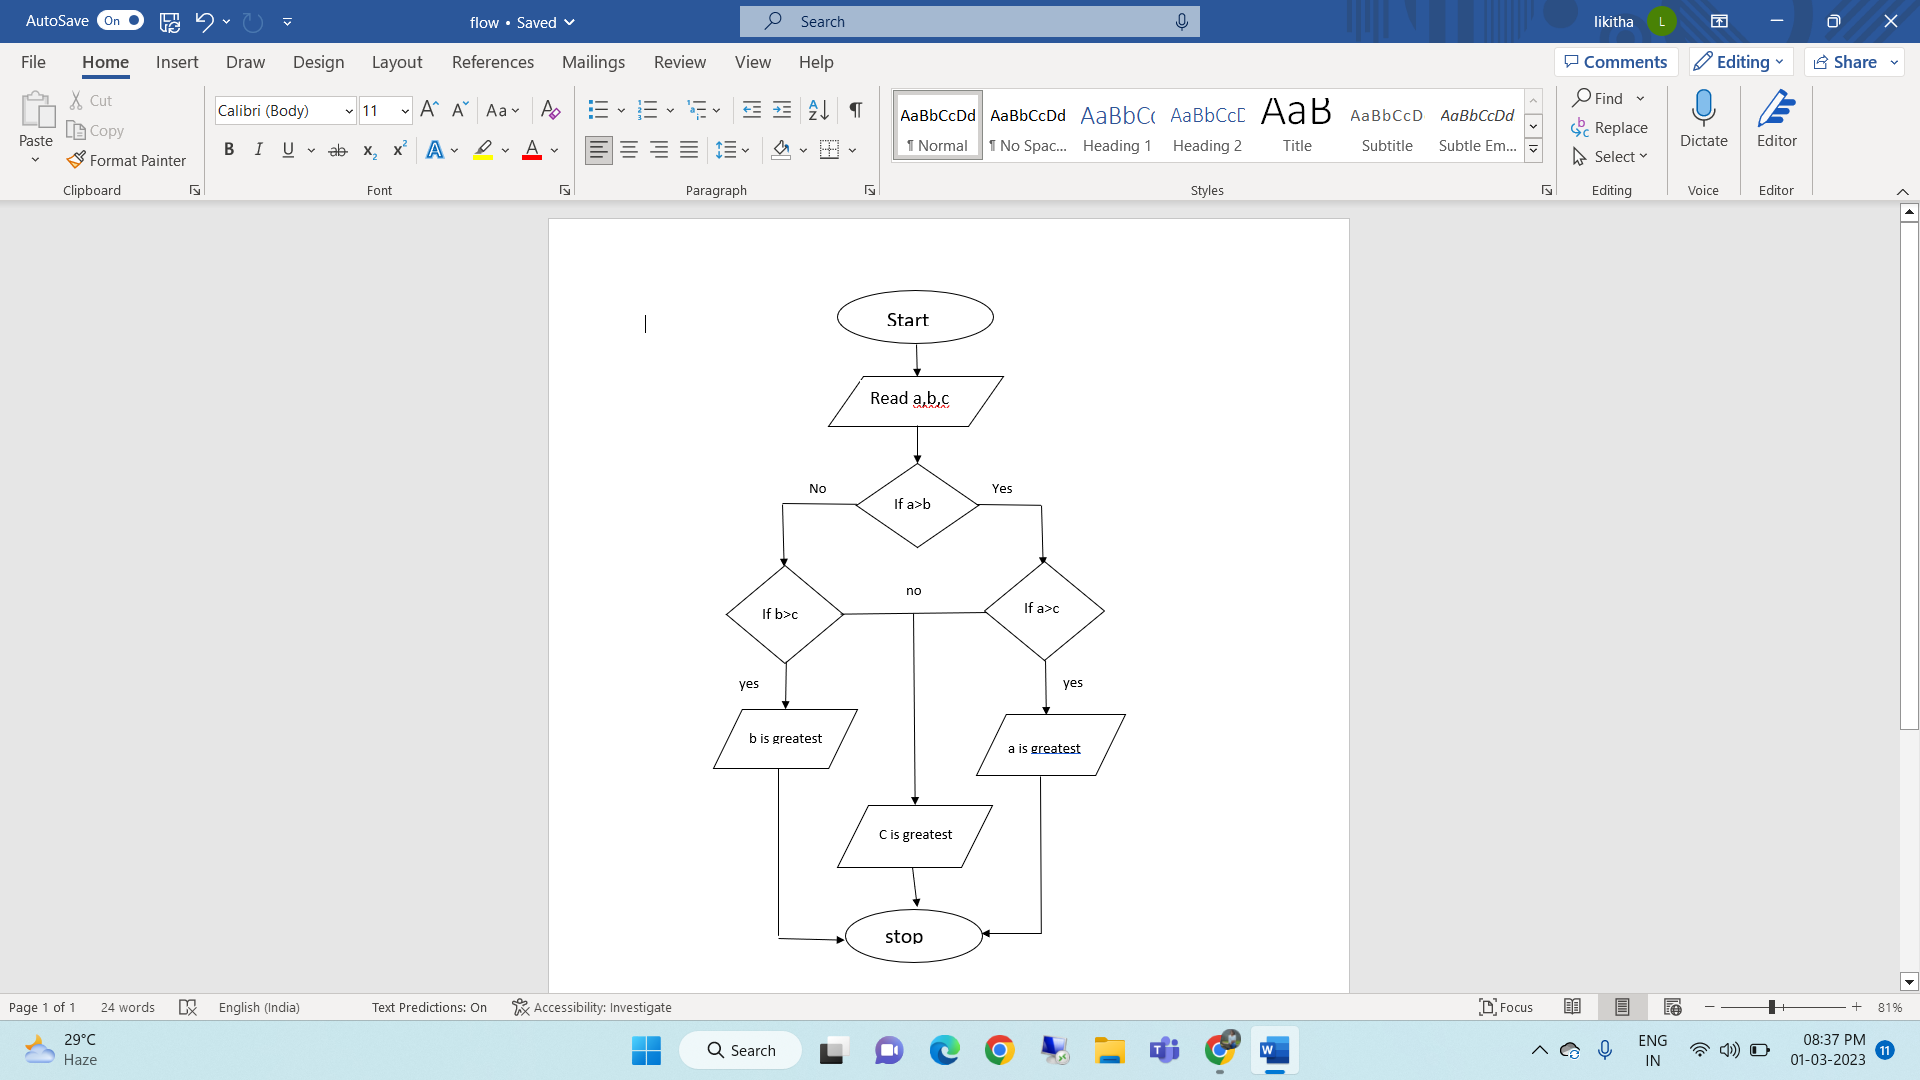 AutoSave On flow • Saved Search likitha L
File Home Insert Draw Design Layout References Mailings Review View Help Comments Editing Share
Paste Cut Copy Format Painter Clipboard
Calibri (Body) 11 Font
Paragraph
AaBbCcDd AaBbCcDd AaBbCc AaBbCcD AaB AaBbCcD AaBbCcDd
¶ Normal ¶ No Spac... Heading 1 Heading 2 Title Subtitle Subtle Em...
Styles
Find Replace Select Editing
Dictate Voice
Editor Editor
Start
Read a,b,c
No If a>b Yes
If b>c no If a>c
yes yes
b is greatest a is greatest
C is greatest
stop
Page 1 of 1 24 words English (India) Text Predictions: On Accessibility: Investigate Focus 81%
29°C
Haze
Search
ENG
IN
08:37 PM
01-03-2023
11